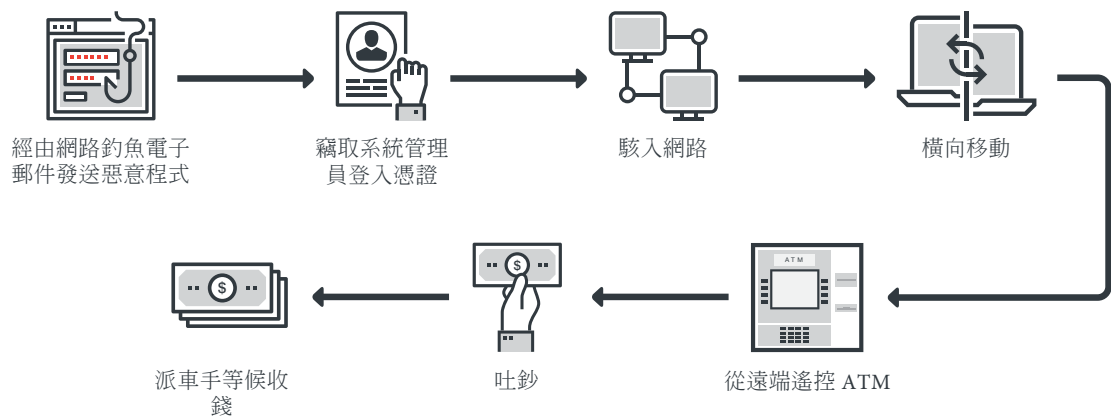 經由網路釣魚電子
郵件發送惡意程式
竊取系統管理
員登入憑證
駭入網路
橫向移動
ATM
從遠端遙控 ATM
$
吐鈔
$
派車手等候收
錢